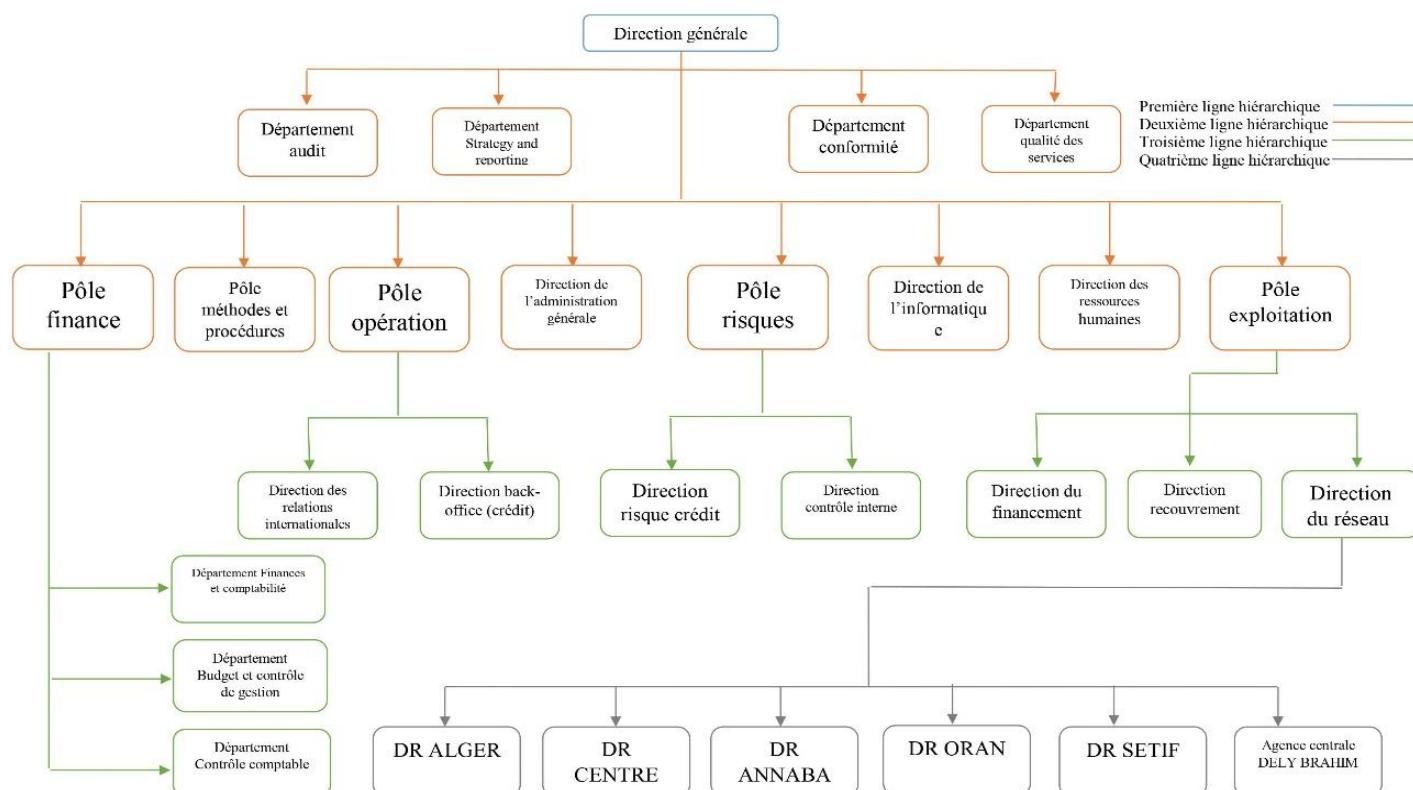 Direction générale
Département
audit
Département
Strategy and
reporting
Département
conformité
Département
qualité des
services
Première ligne hiérarchique
Deuxième ligne hiérarchique
Troisième ligne hiérarchique
Quatrième ligne hiérarchique
Pôle
finance
Pôle
méthodes et
procédures
Pôle
opération
Direction de
l'administration
générale
Pôle
risques
Direction de
l'informatiqu
e
Direction des
ressources
humaines
Pôle
exploitation
Direction des
relations
internationales
Direction back-
office (crédit)
Direction
risque crédit
Direction
contrôle interne
Direction du
financement
Direction
recouvrement
Direction
du réseau
Département Finances
et comptabilité
Département
Budget et contrôle
de gestion
Département
Contrôle comptable
DR ALGER
DR
CENTRE
DR
ANNABA
DR ORAN
DR SETIF
Agence centrale
DELY BRAHIM